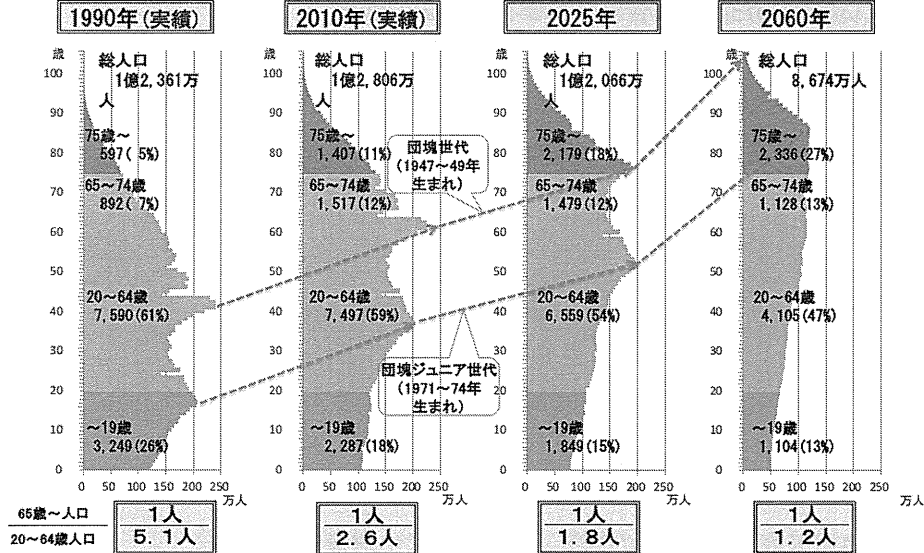 1990年(実績)
2010年(実績)
2025年
2060年
総人口
1億2,361万
人
75歳～
597( 5%)
65～74歳
892( 7%)
20～64歳
7,590(61%)
～19歳
3,249(26%)
100
90
80
70
60
50
40
30
20
10
0
0 50 100 150 200 250
歳
総人口
1億2,806万
人
75歳～
1,407(11%)
65～74歳
1,517(12%)
20～64歳
7,497(59%)
～19歳
2,287(18%)
100
90
80
70
60
50
40
30
20
10
0
0 50 100 150 200 250
万人
団塊世代
(1947～49年
生まれ)
団塊ジュニア世代
(1971～74年
生まれ)
歳
総人口
1億2,066万
人
75歳～
2,179(18%)
65～74歳
1,479(12%)
20～64歳
6,559(54%)
～19歳
1,849(15%)
100
90
80
70
60
50
40
30
20
10
0
0 50 100 150 200 250
万人
歳
総人口
8,674万人
75歳～
2,336(27%)
65～74歳
1,128(13%)
20～64歳
4,105(47%)
～19歳
1,104(13%)
100
90
80
70
60
50
40
30
20
10
0
0 50 100 150 200 250
万人
歳
万人
65歳～人口
20～64歳人口
1人
5.1人
1人
2.6人
1人
1.8人
1人
1.2人